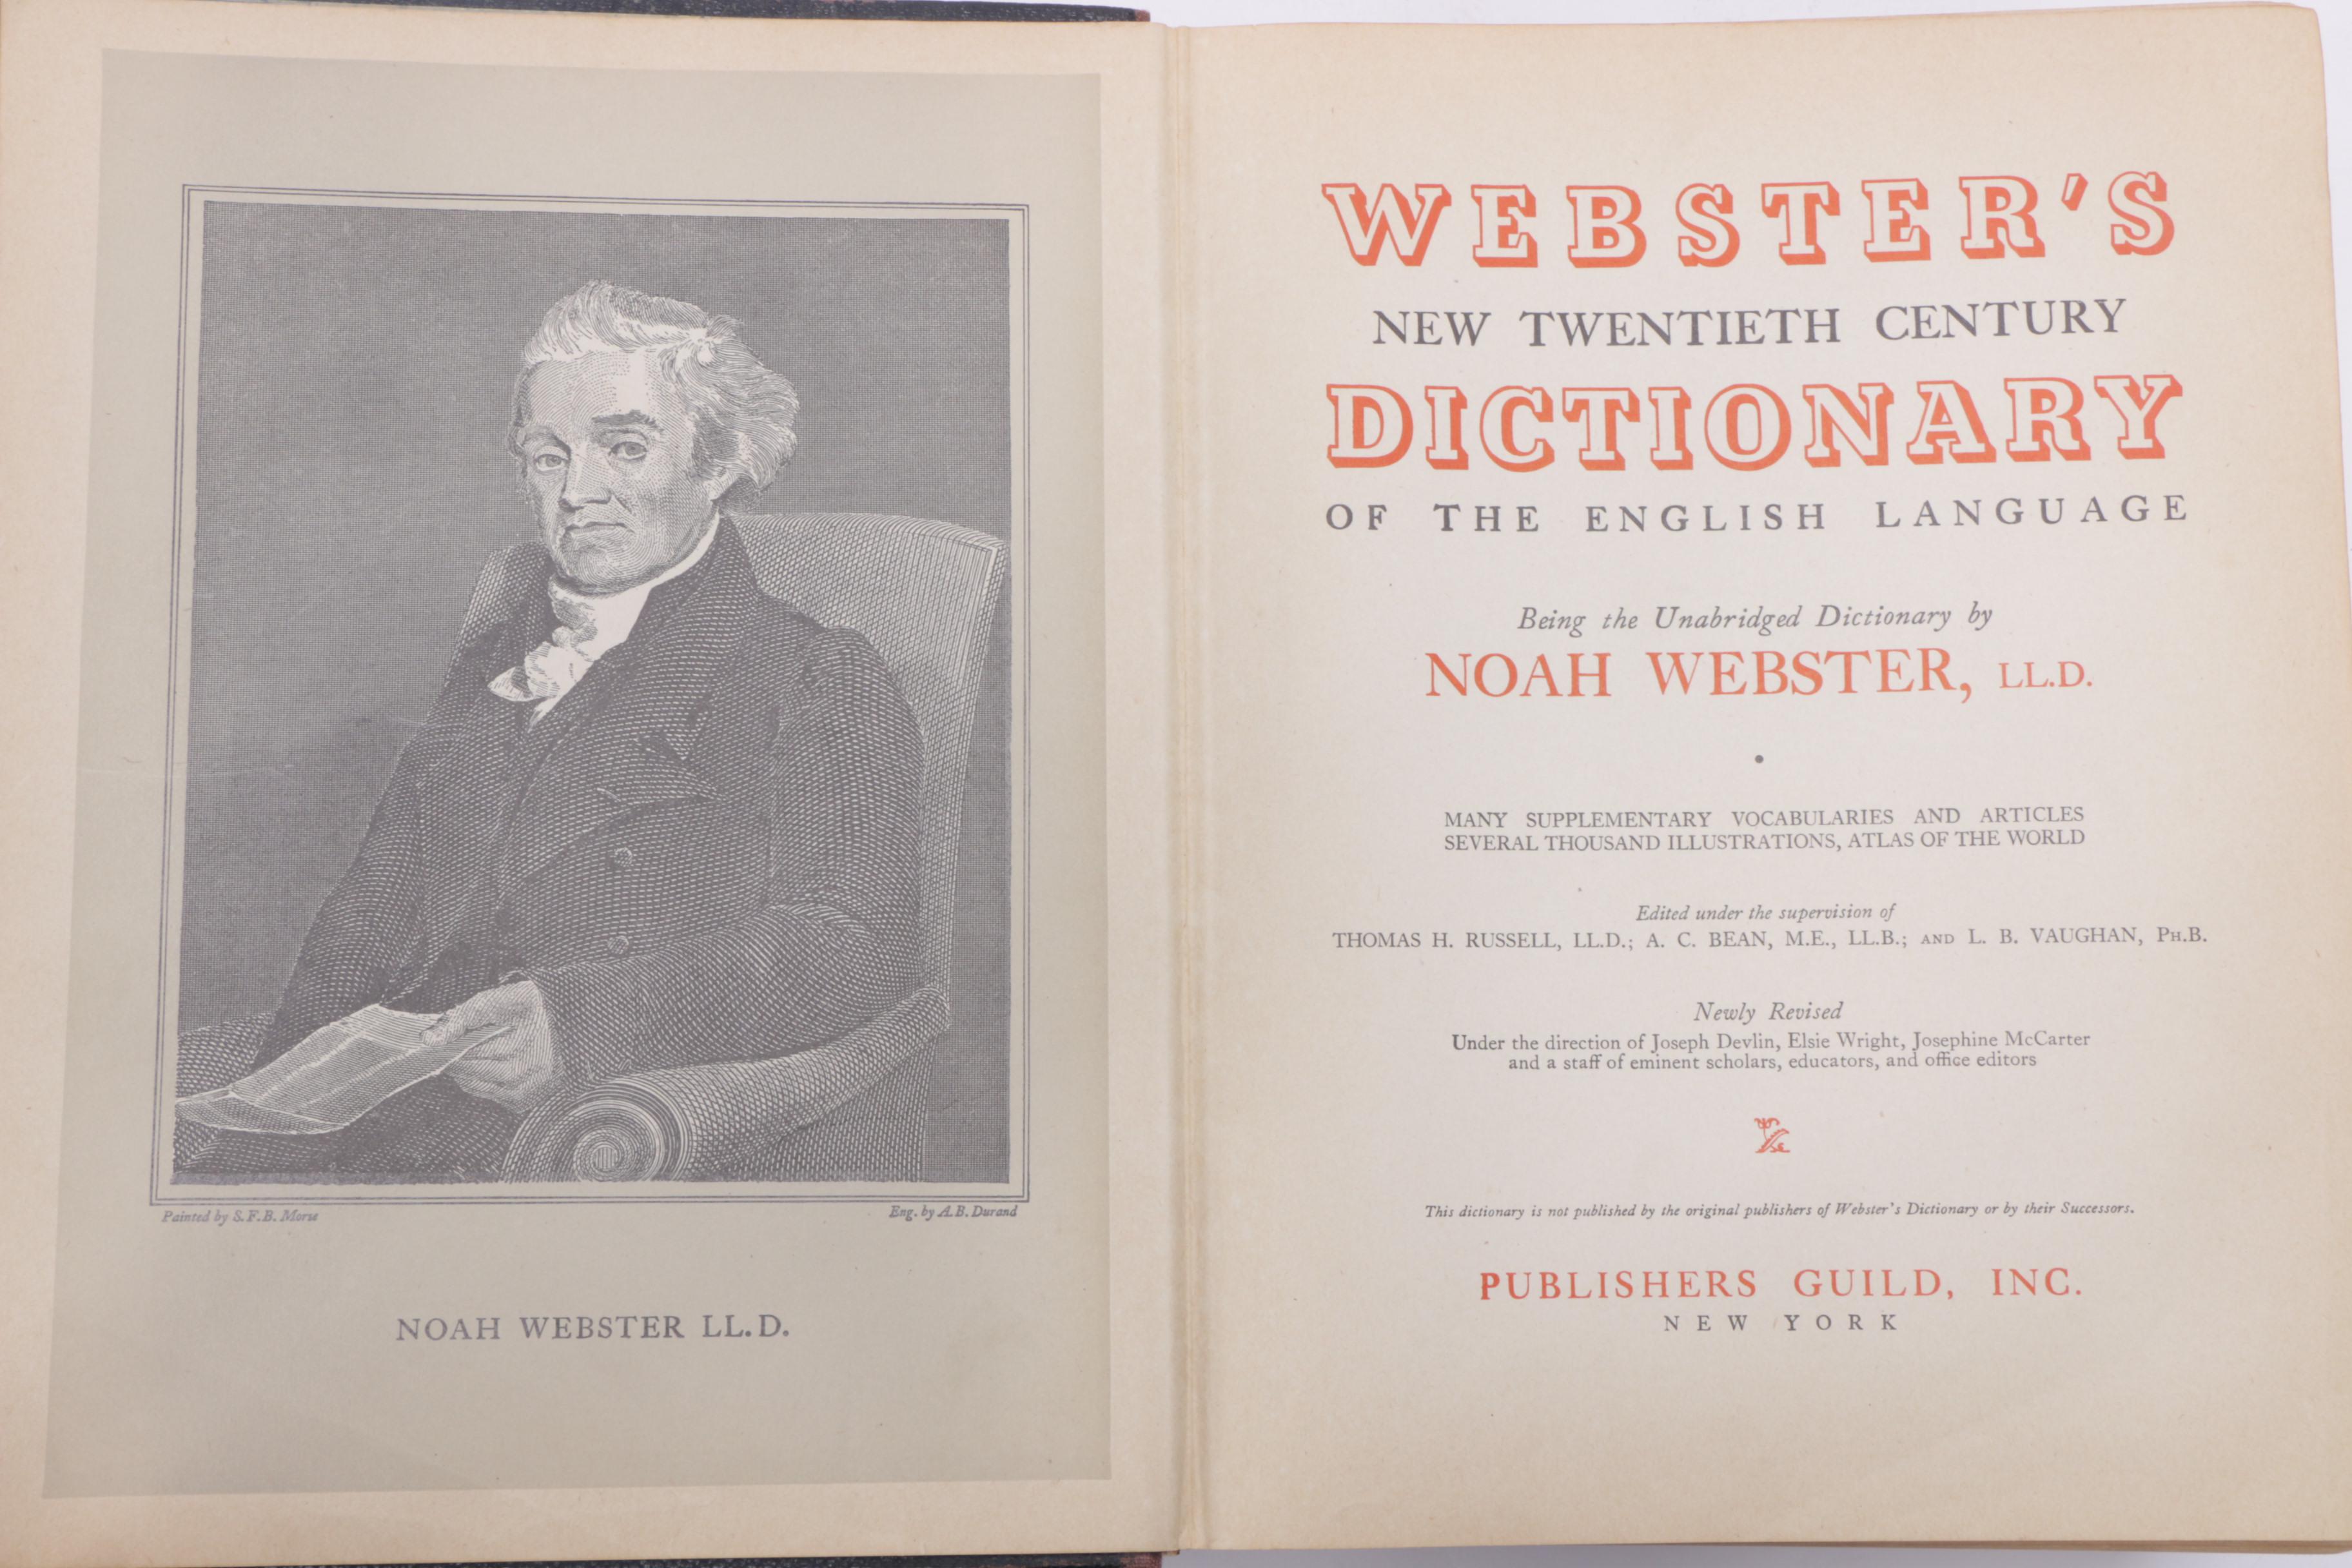 Painted by S. F. B. Morse
Eng. by A. B. Durand
NOAH WEBSTER LL.D.
WEBSTER'S
NEW TWENTIETH CENTURY
DICTIONARY
OF THE ENGLISH LANGUAGE
Being the Unabridged Dictionary by
NOAH WEBSTER, LL.D.
•
MANY SUPPLEMENTARY VOCABULARIES AND ARTICLES
SEVERAL THOUSAND ILLUSTRATIONS, ATLAS OF THE WORLD
Edited under the supervision of
THOMAS H. RUSSELL, LL.D.; A. C. BEAN, M.E., LL.B.; AND L. B. VAUGHAN, PH.B.
Newly Revised
Under the direction of Joseph Devlin, Elsie Wright, Josephine McCarter
and a staff of eminent scholars, educators, and office editors
This dictionary is not published by the original publishers of Webster's Dictionary or by their Successors.
PUBLISHERS GUILD, INC.
NEW YORK